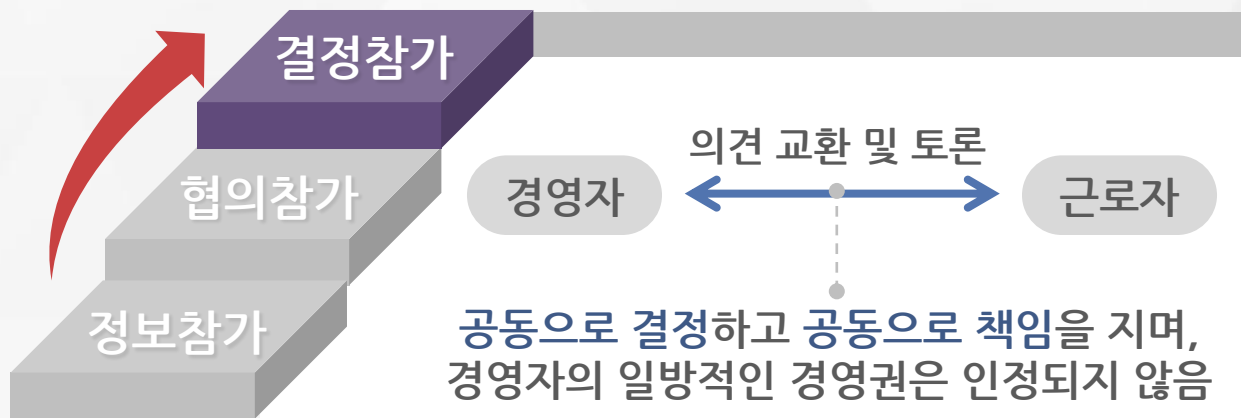 결정참가
협의참가
정보참가
의견 교환 및 토론
경영자
근로자
공동으로 결정하고 공동으로 책임을 지며,
경영자의 일방적인 경영권은 인정되지 않음